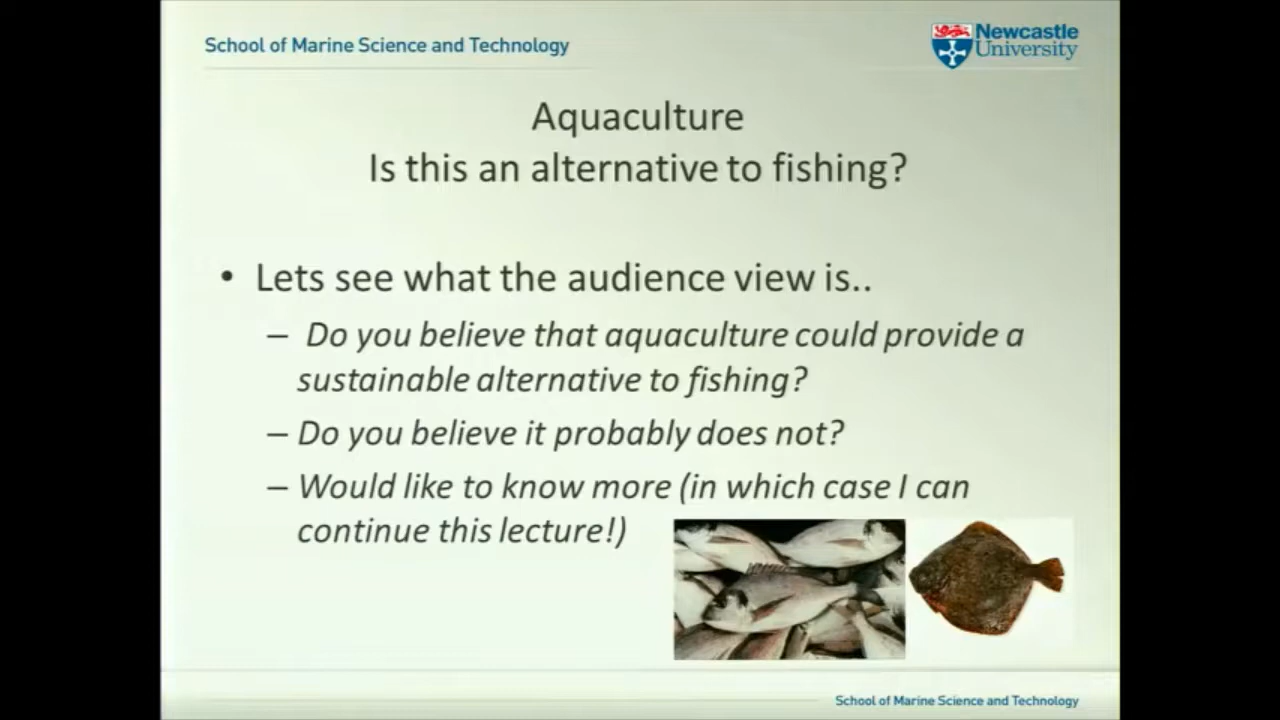 School of Marine Science and Technology
Newcastle
University
Aquaculture
Is this an alternative to fishing?
• Lets see what the audience view is..
– Do you believe that aquaculture could provide a
sustainable alternative to fishing?
– Do you believe it probably does not?
– Would like to know more (in which case I can
continue this lecture!)
School of Marine Science and Technology